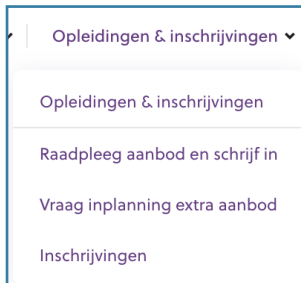 Opleidingen & inschrijvingen
Opleidingen & inschrijvingen
Raadpleeg aanbod en schrijf in
Vraag inplanning extra aanbod
Inschrijvingen